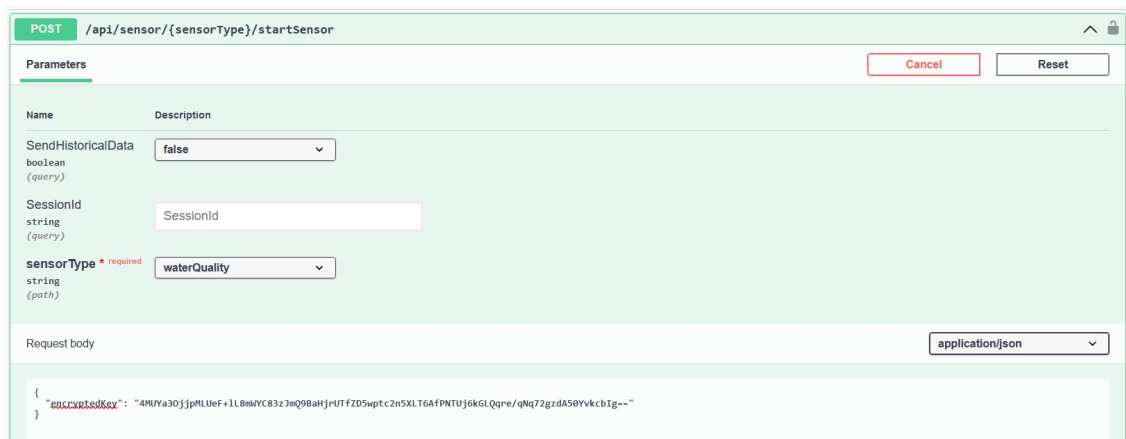 POST /api/sensor/{sensorType}/startSensor
Parameters Cancel Reset
Name Description
SendHistoricalData false
boolean
(query)
SessionId SessionId
string
(query)
sensorType * required waterQuality
string
(path)
Request body application/json
{
"encryptedKey": "4MUYa3OjjpMLUeF+lL8mWYC83zJmQ9BaHjrUTfZD5wptc2n5XLT6AfPNTUj6kGLQqre/qNq72gzdA50YvkcbIg=="
}